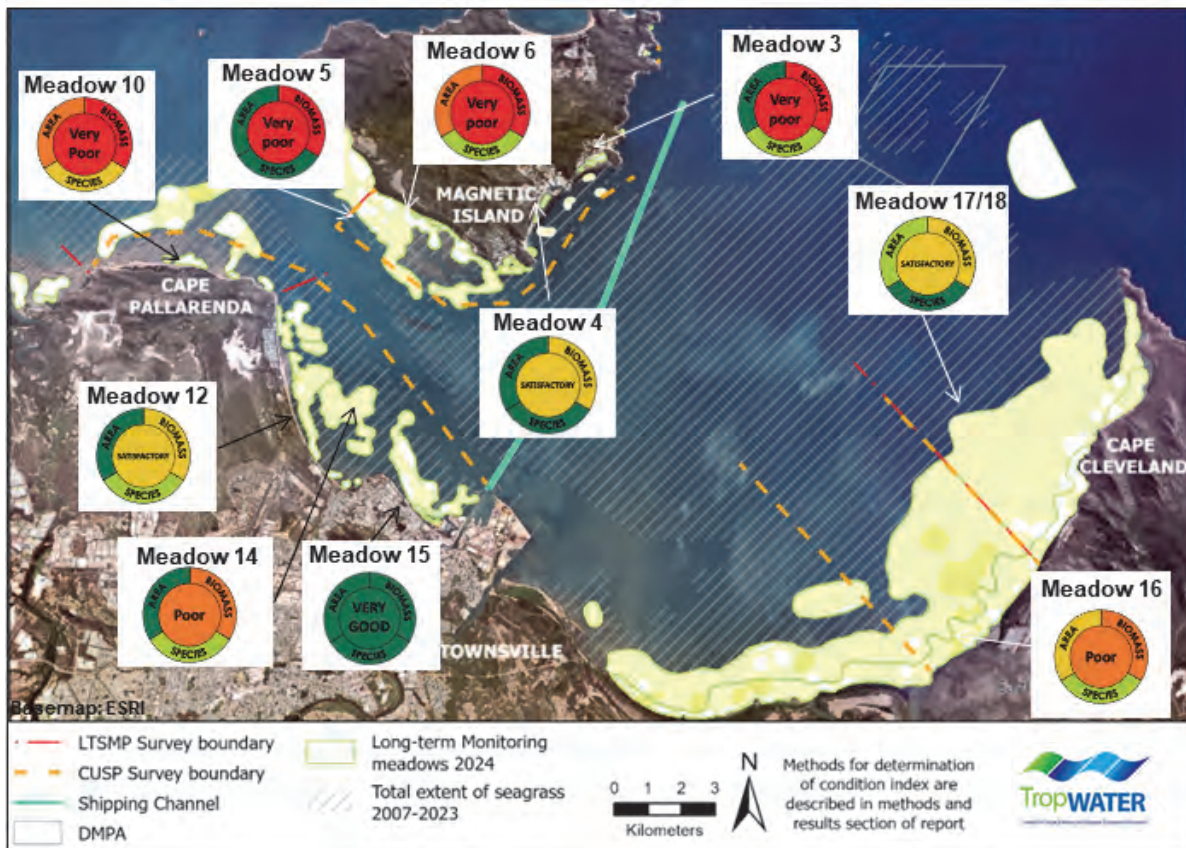 Meadow 10
AREA
BIOMASS
Very
Poor
SPECIES
Meadow 5
AREA
BIOMASS
Very
poor
SPECIES
Meadow 6
AREA
BIOMASS
Very
poor
SPECIES
Meadow 3
AREA
BIOMASS
Very
poor
SPECIES
MAGNETIC
ISLAND
Meadow 17/18
AREA
BIOMASS
SATISFACTORY
SPECIES
CAPE
PALLARENDA
Meadow 4
AREA
BIOMASS
SATISFACTORY
SPECIES
Meadow 12
AREA
BIOMASS
SATISFACTORY
SPECIES
CAPE
CLEVELAND
Meadow 14
AREA
BIOMASS
Poor
SPECIES
Meadow 15
AREA
BIOMASS
VERY
GOOD
SPECIES
TOWNSVILLE
Meadow 16
AREA
BIOMASS
Poor
SPECIES
Basemap: ESRI
LTSMP Survey boundary
CUSP Survey boundary
Shipping Channel
DMPA
Long-term Monitoring
meadows 2024
Total extent of seagrass
2007-2023
0 1 2 3
Kilometers
N
Methods for determination
of condition index are
described in methods and
results section of report
TropWATER